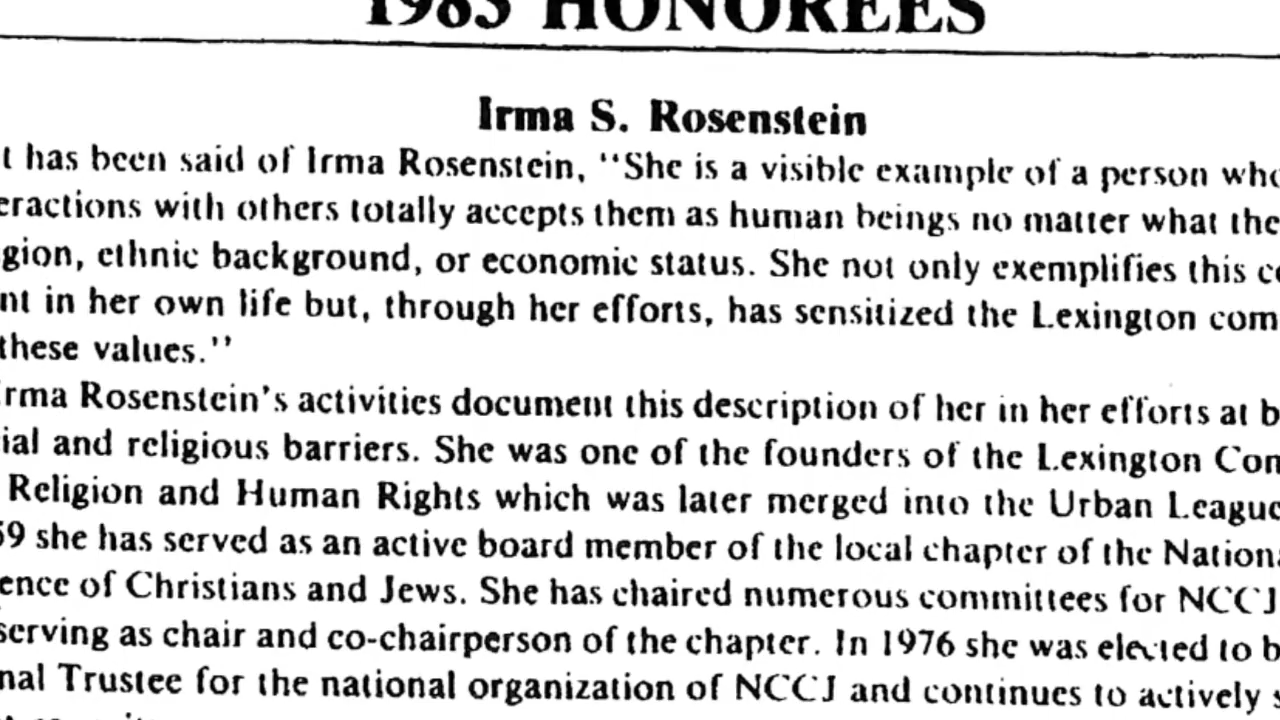 1985 HONOREES
Irma S. Rosenstein
t has been said of Irma Rosenstein, "She is a visible example of a person who
eractions with others totally accepts them as human beings no matter what the
gion, ethnic background, or economic status. She not only exemplifies this c
nt in her own life but, through her efforts, has sensitized the Lexington com
these values."
rma Rosenstein's activities document this description of her in her efforts at b
ial and religious barriers. She was one of the founders of the Lexington Con
Religion and Human Rights which was later merged into the Urban League
59 she has served as an active board member of the local chapter of the Nationa
ence of Christians and Jews. She has chaired numerous committees for NCCJ
serving as chair and co-chairperson of the chapter. In 1976 she was elected to b
nal Trustee for the national organization of NCCJ and continues to actively s